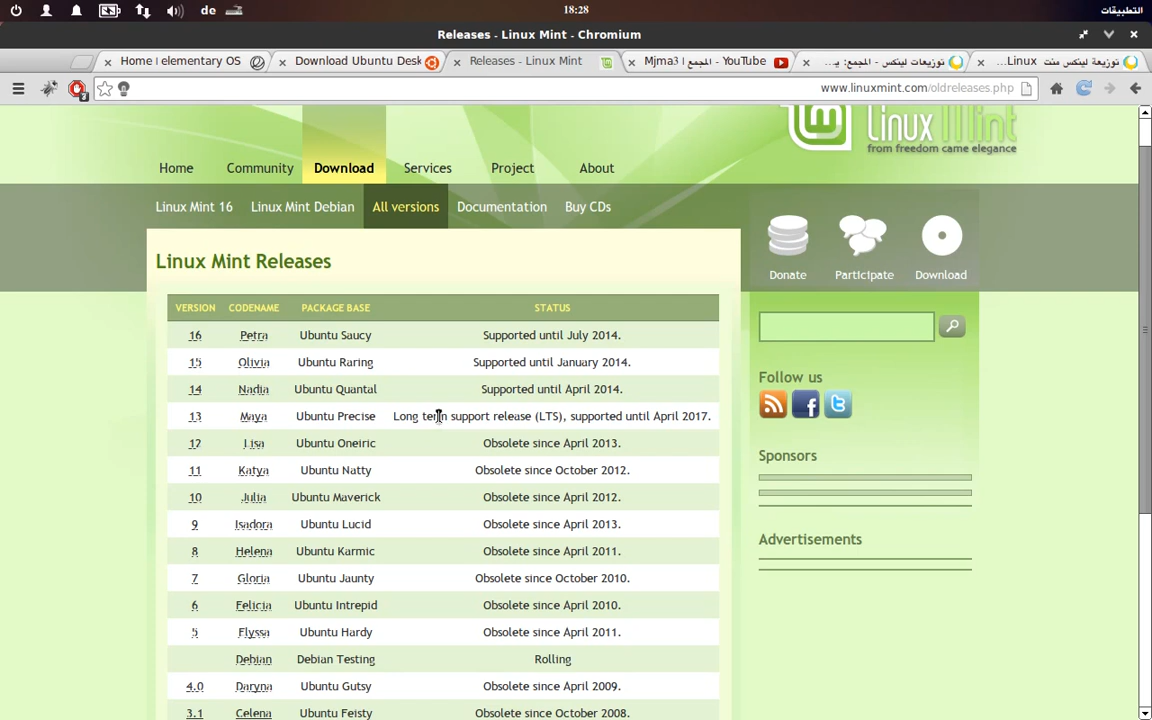 de
18:28
التطبيقات
Releases - Linux Mint - Chromium
Home | elementary OS
Download Ubuntu Desk
Releases - Linux Mint
Mjma3 | المجمع - YouTube
توزيعات لينكس - المجمع: يـ...
توزيعة لينكس منت Linux...
www.linuxmint.com/oldreleases.php
Linux Mint
from freedom came elegance
Home Community Download Services Project About
Linux Mint 16 Linux Mint Debian All versions Documentation Buy CDs
Donate Participate Download
Linux Mint Releases
VERSION CODENAME PACKAGE BASE STATUS
16 Petra Ubuntu Saucy Supported until July 2014.
15 Olivia Ubuntu Raring Supported until January 2014.
14 Nadia Ubuntu Quantal Supported until April 2014.
13 Maya Ubuntu Precise Long term support release (LTS), supported until April 2017.
12 Lisa Ubuntu Oneiric Obsolete since April 2013.
11 Katya Ubuntu Natty Obsolete since October 2012.
10 Julia Ubuntu Maverick Obsolete since April 2012.
9 Isadora Ubuntu Lucid Obsolete since April 2013.
8 Helena Ubuntu Karmic Obsolete since April 2011.
7 Gloria Ubuntu Jaunty Obsolete since October 2010.
6 Felicia Ubuntu Intrepid Obsolete since April 2010.
5 Elyssa Ubuntu Hardy Obsolete since April 2011.
Debian Debian Testing Rolling
4.0 Daryna Ubuntu Gutsy Obsolete since April 2009.
3.1 Celena Ubuntu Feisty Obsolete since October 2008.
Follow us
Sponsors
Advertisements